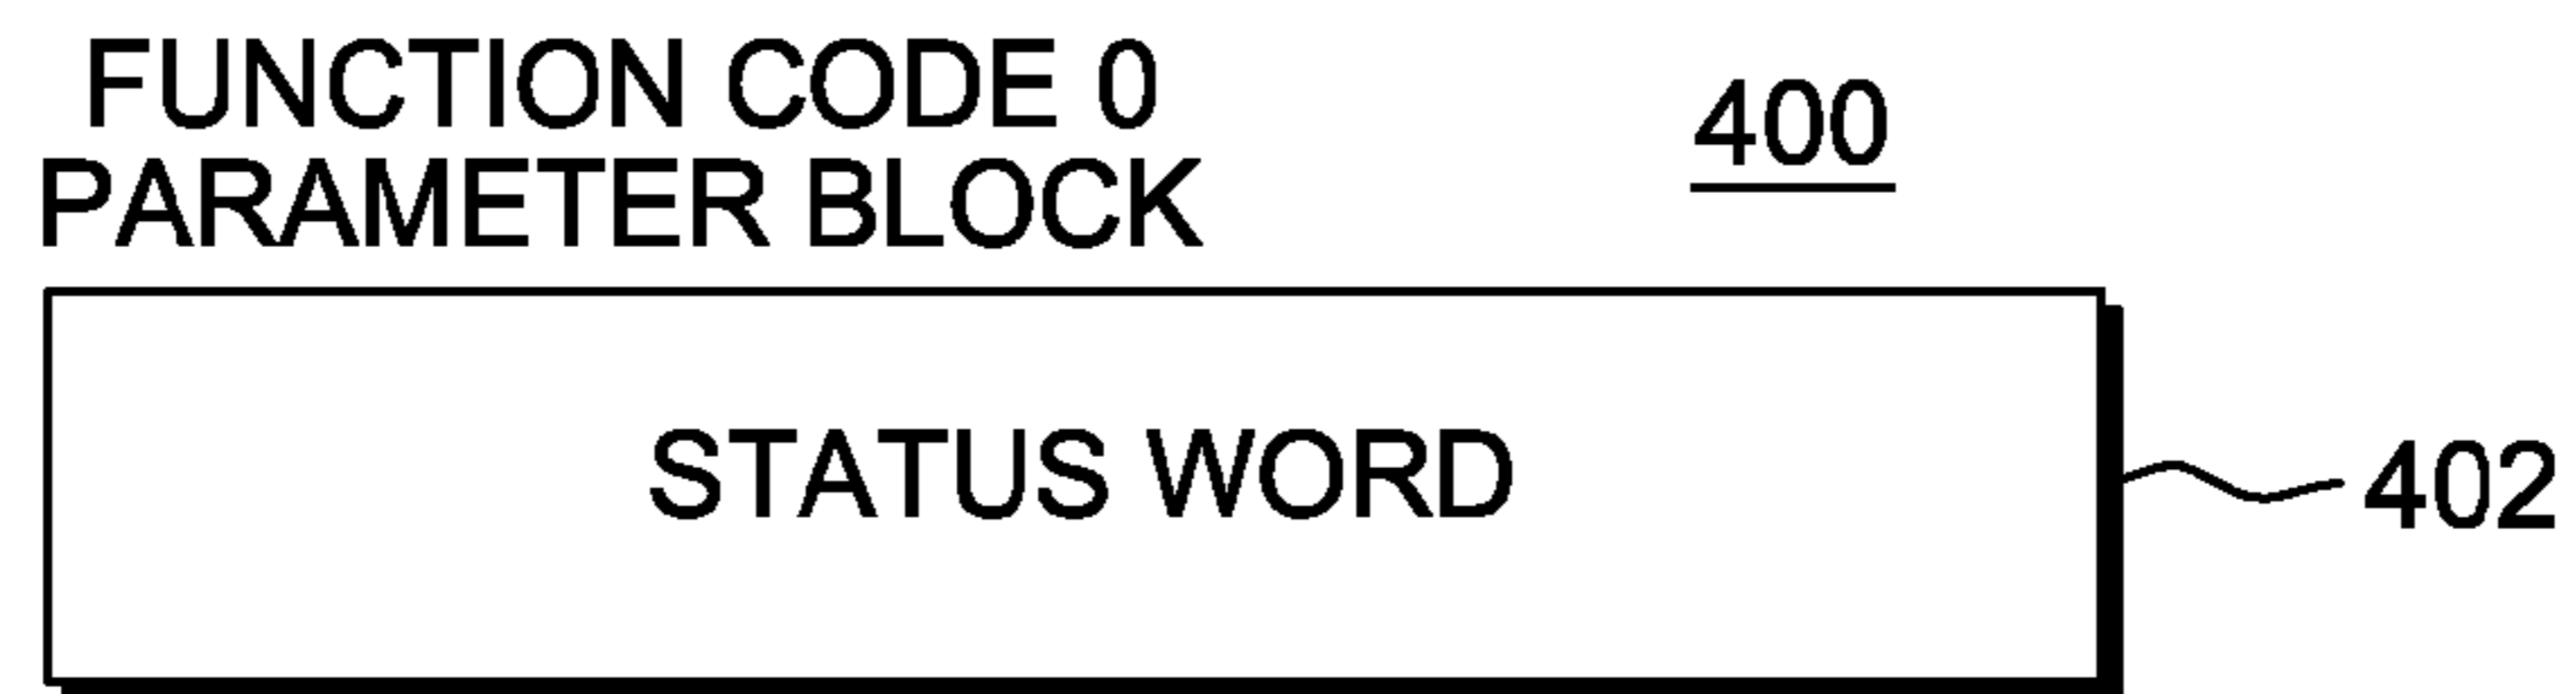 FUNCTION CODE 0
PARAMETER BLOCK
400
STATUS WORD
402